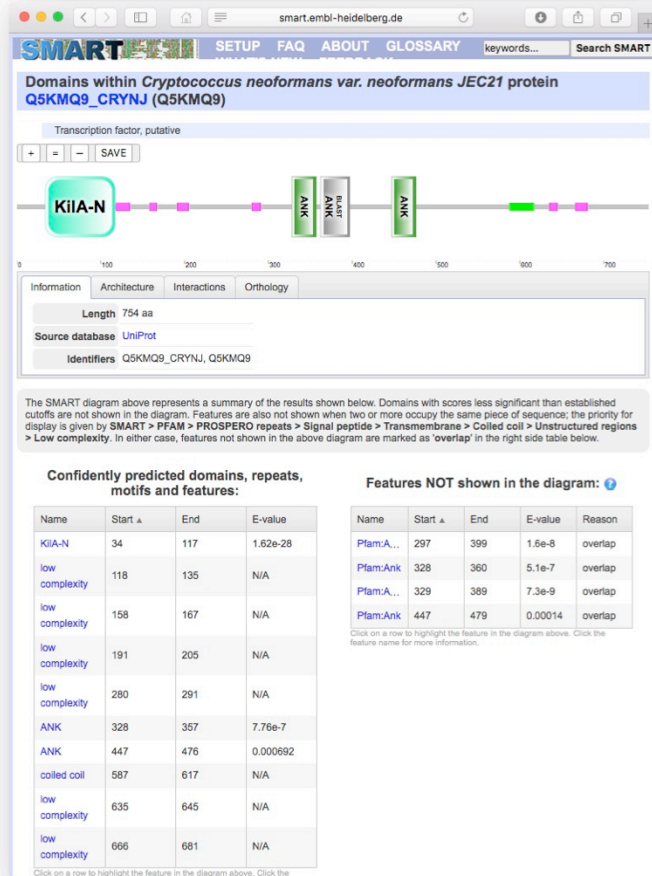 smart.embl-heidelberg.de
SMART
SETUP FAQ ABOUT GLOSSARY
WHAT'S NEW FEEDBACK
keywords...
Search SMART
Domains within Cryptococcus neoformans var. neoformans JEC21 protein
Q5KMQ9_CRYNJ (Q5KMQ9)
Transcription factor, putative
+ = − SAVE
KilA-N ANK ANK BLAST ANK
0 100 200 300 400 500 600 700
Information Architecture Interactions Orthology
Length 754 aa
Source database UniProt
Identifiers Q5KMQ9_CRYNJ, Q5KMQ9
The SMART diagram above represents a summary of the results shown below. Domains with scores less significant than established
cutoffs are not shown in the diagram. Features are also not shown when two or more occupy the same piece of sequence; the priority for
display is given by SMART > PFAM > PROSPERO repeats > Signal peptide > Transmembrane > Coiled coil > Unstructured regions
> Low complexity. In either case, features not shown in the above diagram are marked as 'overlap' in the right side table below.
Confidently predicted domains, repeats,
motifs and features:
Name Start End E-value
KilA-N 34 117 1.62e-28
low complexity 118 135 N/A
low complexity 158 167 N/A
low complexity 191 205 N/A
low complexity 280 291 N/A
ANK 328 357 7.76e-7
ANK 447 476 0.000692
coiled coil 587 617 N/A
low complexity 635 645 N/A
low complexity 666 681 N/A
Click on a row to highlight the feature in the diagram above. Click the
Features NOT shown in the diagram: ?
Name Start End E-value Reason
Pfam:A... 297 399 1.6e-8 overlap
Pfam:Ank 328 360 5.1e-7 overlap
Pfam:A... 329 389 7.3e-9 overlap
Pfam:Ank 447 479 0.00014 overlap
Click on a row to highlight the feature in the diagram above. Click the
feature name for more information.